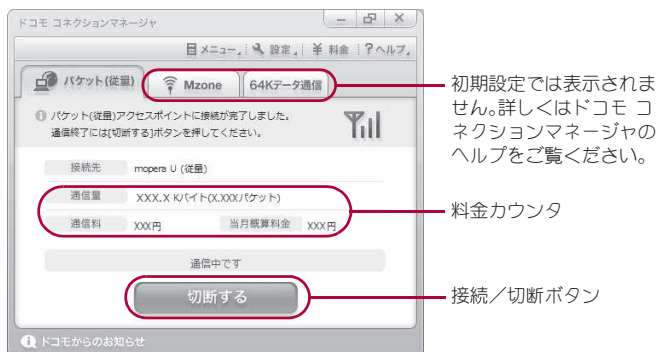 ドコモ コネクションマネージャ
メニュー 設定 ¥ 料金 ? ヘルプ
パケット(従量) Mzone 64Kデータ通信
パケット(従量)アクセスポイントに接続が完了しました。
通信終了には[切断する]ボタンを押してください。
接続先 mopera U (従量)
通信量 XXX.X Kバイト(X.XXXパケット)
通信料 XXX円 当月概算料金 XXX円
通信中です
切断する
ドコモからのお知らせ
初期設定では表示されま
せん。詳しくはドコモ コ
ネクションマネージャの
ヘルプをご覧ください。
料金カウンタ
接続／切断ボタン